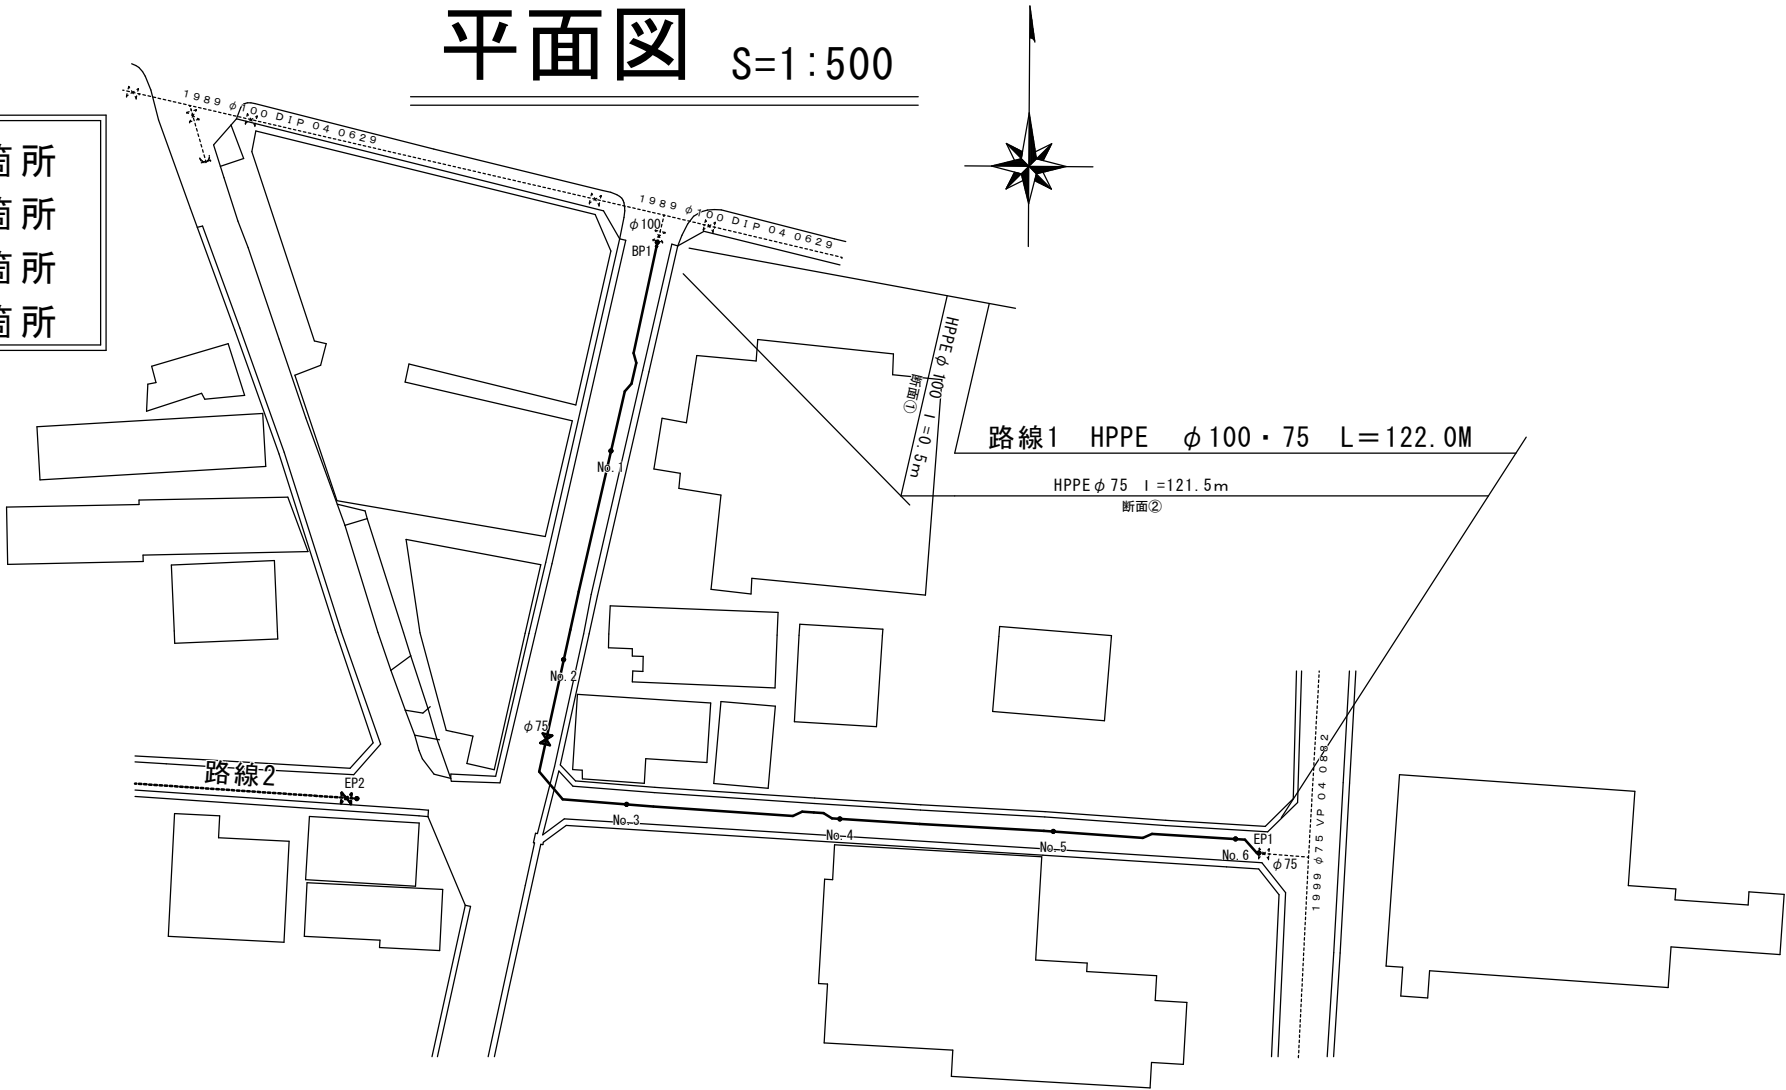 平面図 S=1:500
箇所
箇所
箇所
箇所
1989 φ100 DIP 04 0629
1989 φ100 DIP 04 0629
φ100
BP1
HPPE φ100 l=0.5m
断面①
路線1 HPPE φ100・75 L=122.0M
HPPEφ75 l=121.5m
断面②
No.1
No.2
φ75
路線2
EP2
No.3
No.4
No.5
No.6
EP1
φ75
1999 φ75 VP 04 0882